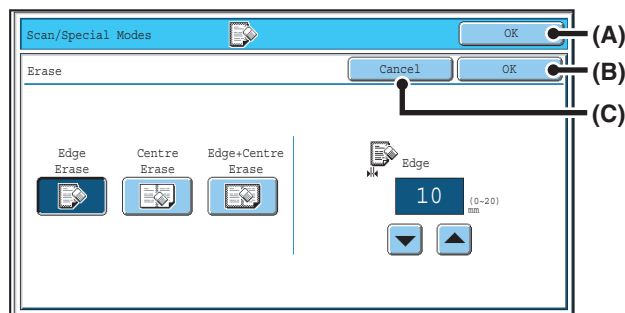 Scan/Special Modes OK (A)
Erase Cancel OK (B)
(C)
Edge Centre Edge+Centre
Erase Erase Erase
Edge
10 (0~20)
mm